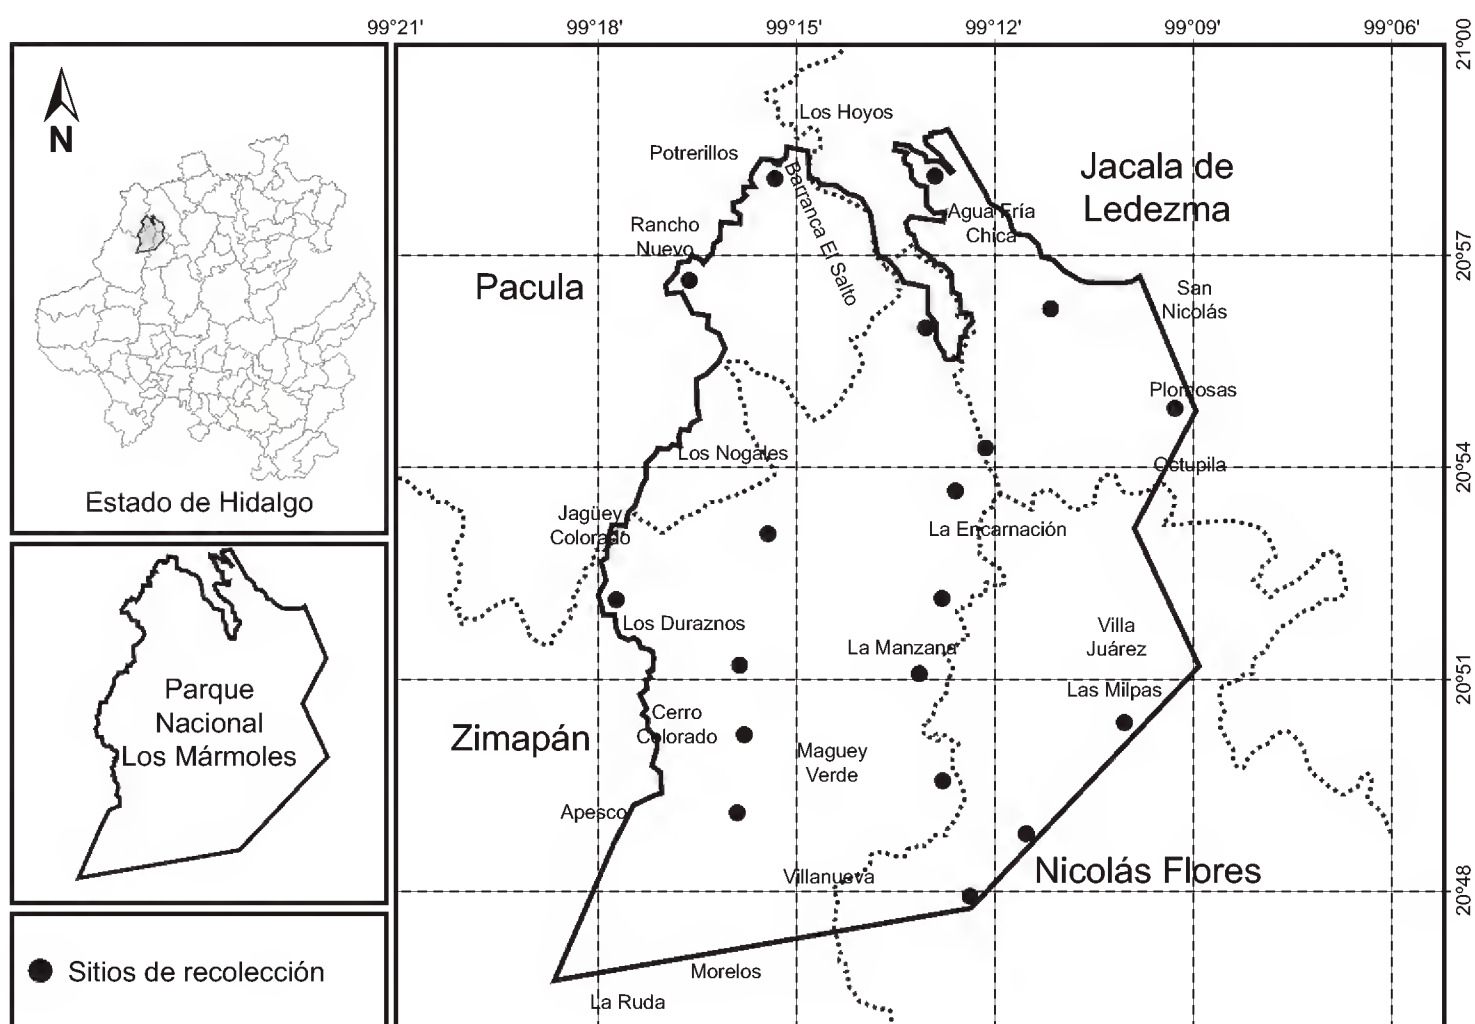 99°21'
99°18'
99°15'
99°12'
99°09'
99°06'
21°00
N
Estado de Hidalgo
Parque
Nacional
Los Mármoles
Sitios de recolección
Los Hoyos
Potrerillos
Jacala de
Ledezma
Barranca El Salto
Agua Fría
Chica
Rancho
Nuevo
20°57
Pacula
San
Nicolás
Plomosas
Los Nogales
Octupila
20°54
Jagüey
Colorado
La Encarnación
Los Duraznos
Villa
Juárez
La Manzana
20°51
Las Milpas
Cerro
Colorado
Zimapán
Maguey
Verde
Apesco
Nicolás Flores
Villanueva
20°48
Morelos
La Ruda